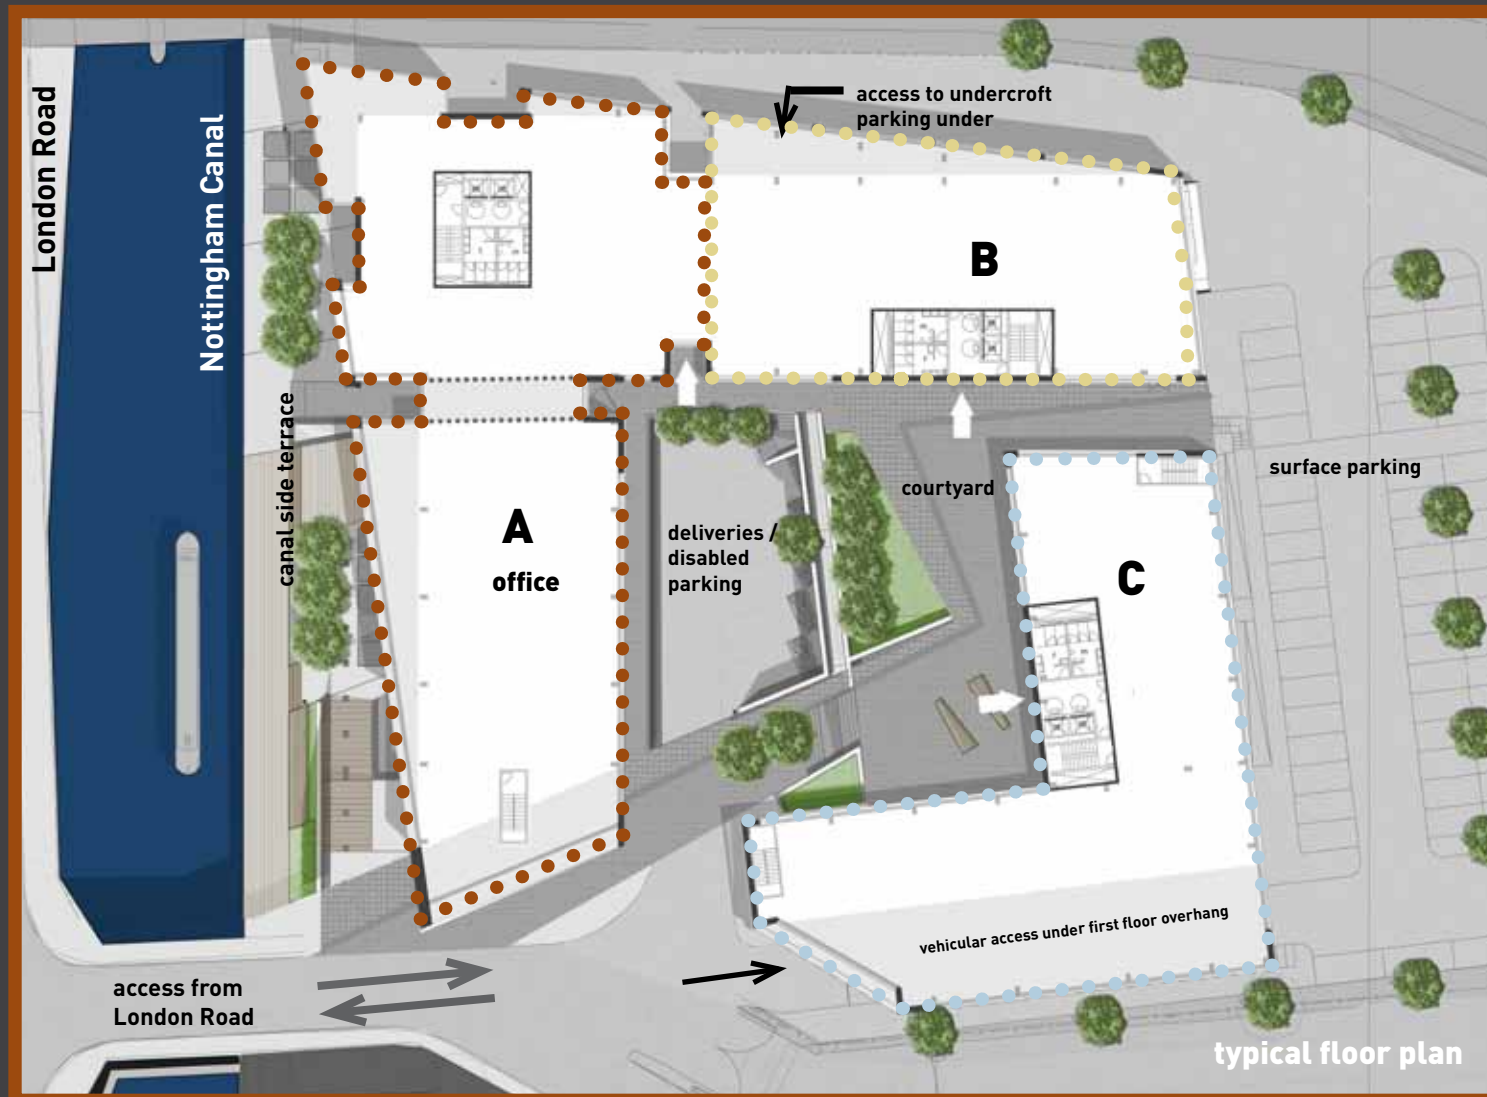 London Road
Nottingham Canal
access to undercroft
parking under
B
canal side terrace
A
office
deliveries /
disabled
parking
courtyard
surface parking
C
vehicular access under first floor overhang
access from
London Road
typical floor plan